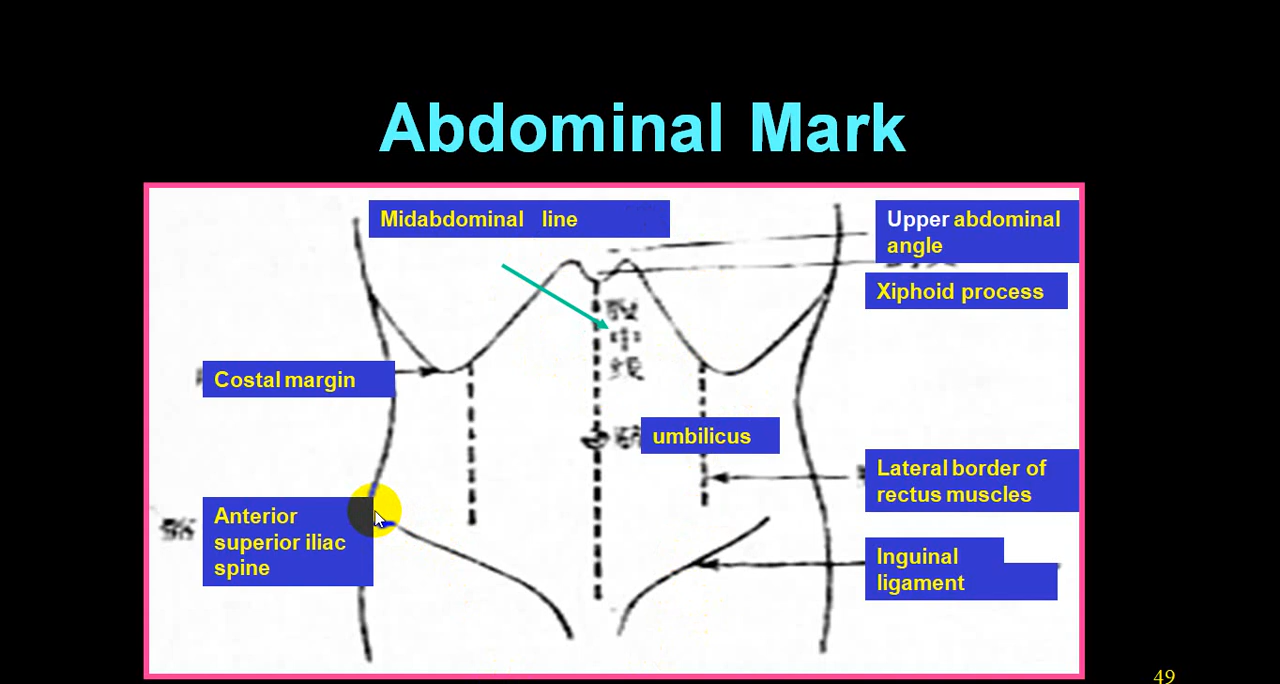 Abdominal Mark
Midabdominal line
Upper abdominal
angle
Xiphoid process
Costal margin
umbilicus
Lateral border of
rectus muscles
Anterior
superior iliac
spine
Inguinal
ligament
49